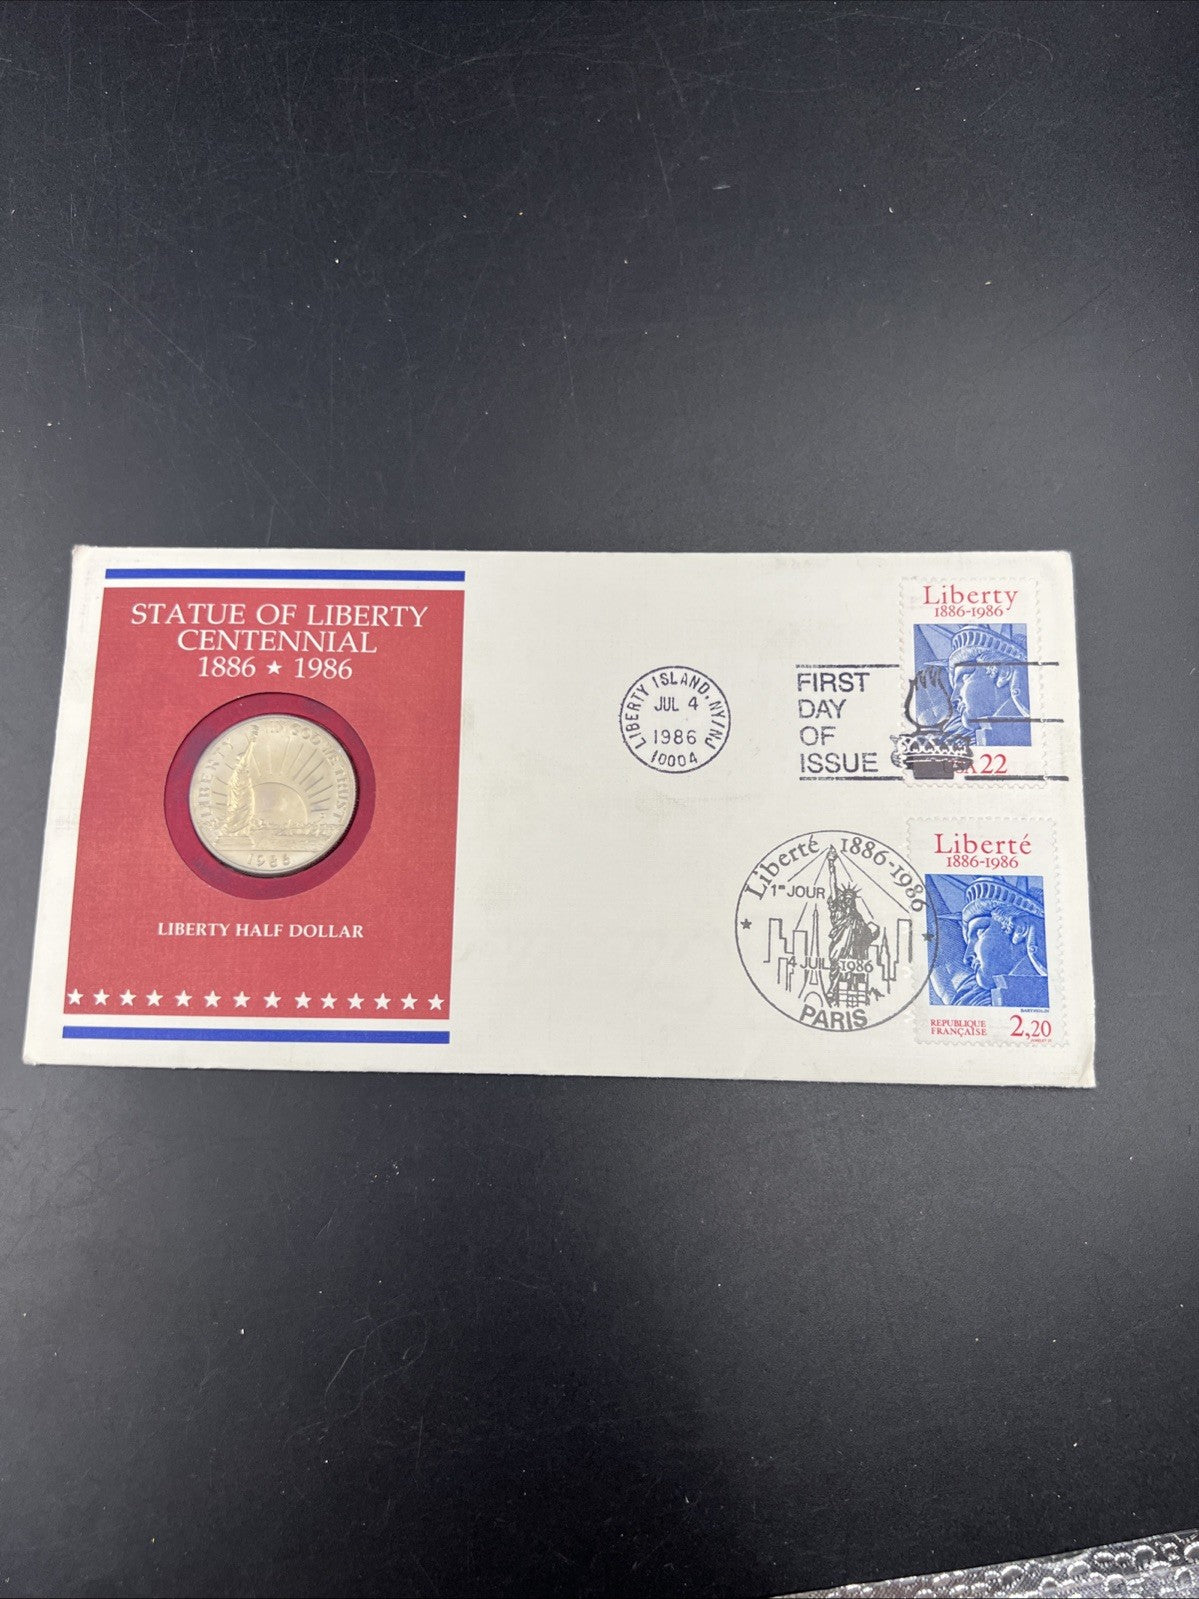 STATUE OF LIBERTY
CENTENNIAL
1886 ★ 1986
LIBERTY
IN GOD WE TRUST
1986
LIBERTY HALF DOLLAR
LIBERTY ISLAND, NY/NJ
JUL 4
1986
10004
FIRST
DAY
OF
ISSUE
Liberty
1886-1986
USA 22
Liberté 1886-1986
1er JOUR
4 JUIL 1986
PARIS
Liberté
1886-1986
REPUBLIQUE
FRANÇAISE
2,20